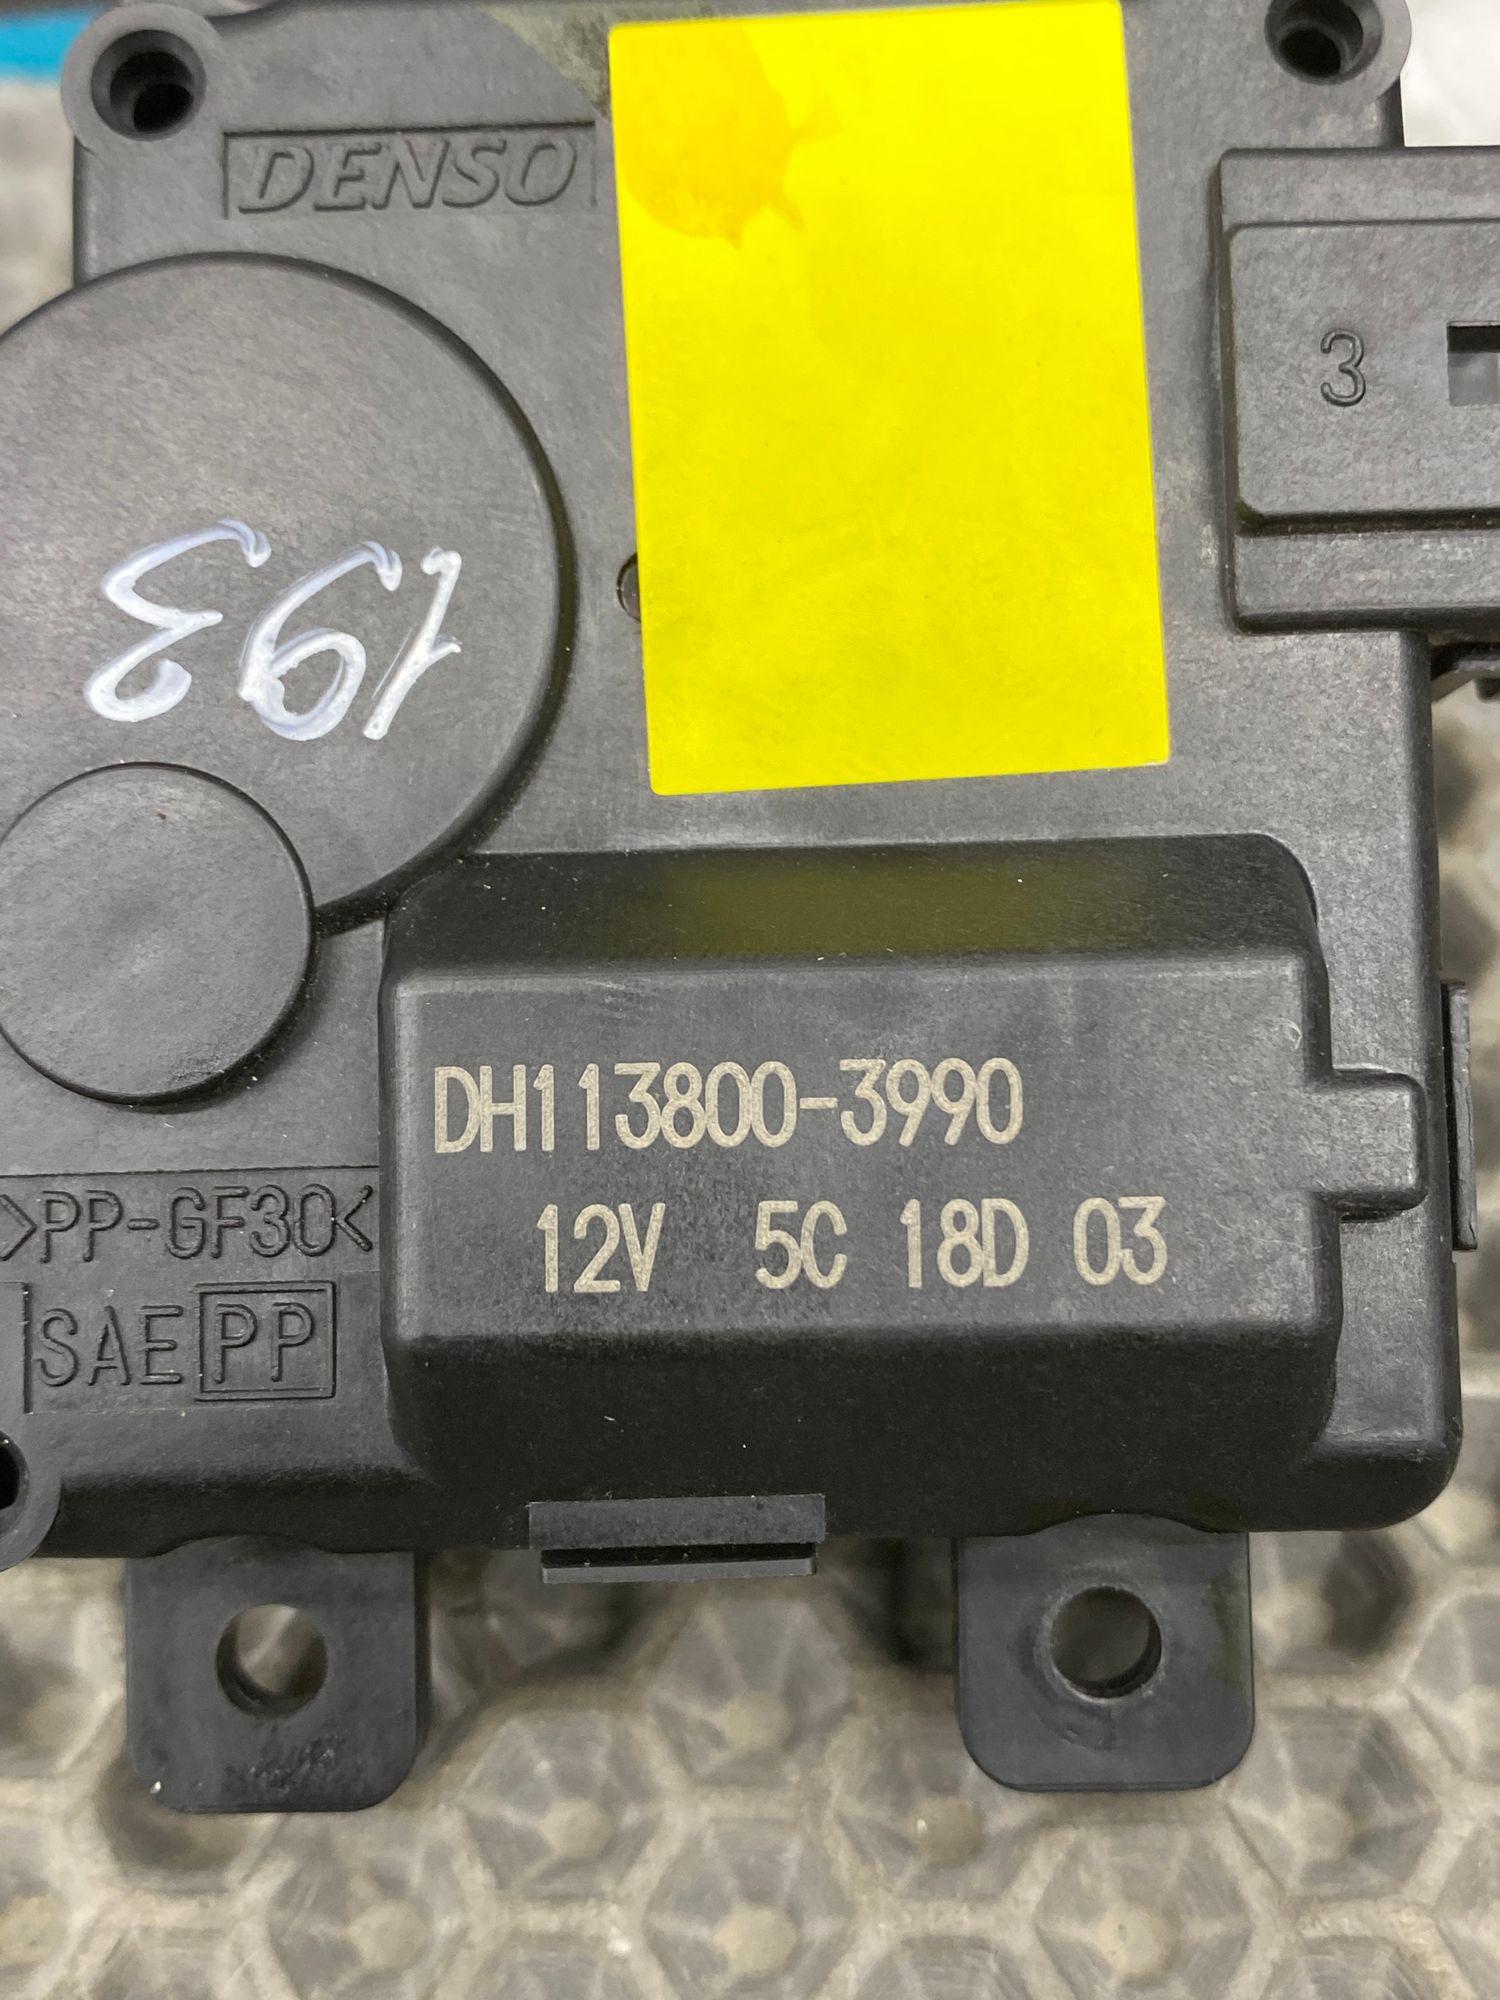 DENSO
3
193
DH113800-3990
12V 5C 18D 03
>PP-GF30<
SAE PP